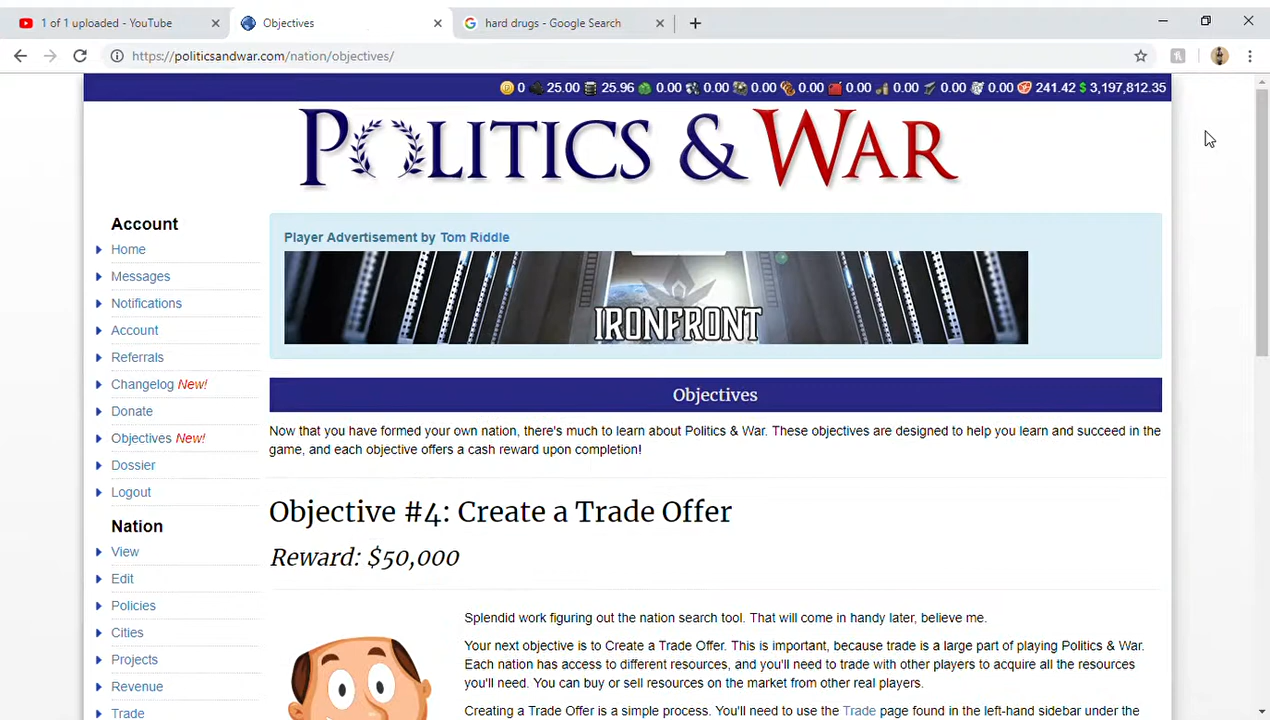 1 of 1 uploaded - YouTube
Objectives
hard drugs - Google Search
https://politicsandwar.com/nation/objectives/
0 25.00 25.96 0.00 0.00 0.00 0.00 0.00 0.00 0.00 0.00 241.42 $ 3,197,812.35
POLITICS & WAR
Account
Home
Messages
Notifications
Account
Referrals
Changelog New!
Donate
Objectives New!
Dossier
Logout
Nation
View
Edit
Policies
Cities
Projects
Revenue
Trade
Player Advertisement by Tom Riddle
IRONFRONT
Objectives
Now that you have formed your own nation, there's much to learn about Politics & War. These objectives are designed to help you learn and succeed in the
game, and each objective offers a cash reward upon completion!
Objective #4: Create a Trade Offer
Reward: $50,000
Splendid work figuring out the nation search tool. That will come in handy later, believe me.
Your next objective is to Create a Trade Offer. This is important, because trade is a large part of playing Politics & War.
Each nation has access to different resources, and you'll need to trade with other players to acquire all the resources
you'll need. You can buy or sell resources on the market from other real players.
Creating a Trade Offer is a simple process. You'll need to use the Trade page found in the left-hand sidebar under the